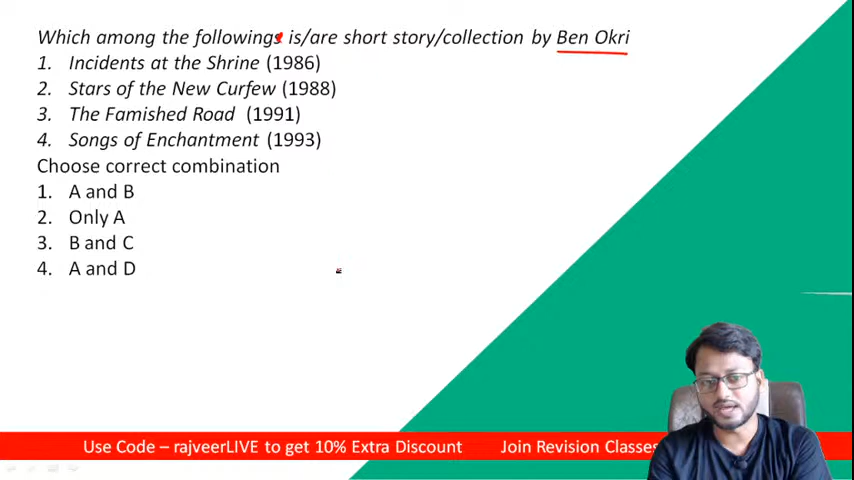 Which among the followings is/are short story/collection by Ben Okri
1. Incidents at the Shrine (1986)
2. Stars of the New Curfew (1988)
3. The Famished Road (1991)
4. Songs of Enchantment (1993)
Choose correct combination
1. A and B
2. Only A
3. B and C
4. A and D
Use Code – rajveerLIVE to get 10% Extra Discount Join Revision Classes